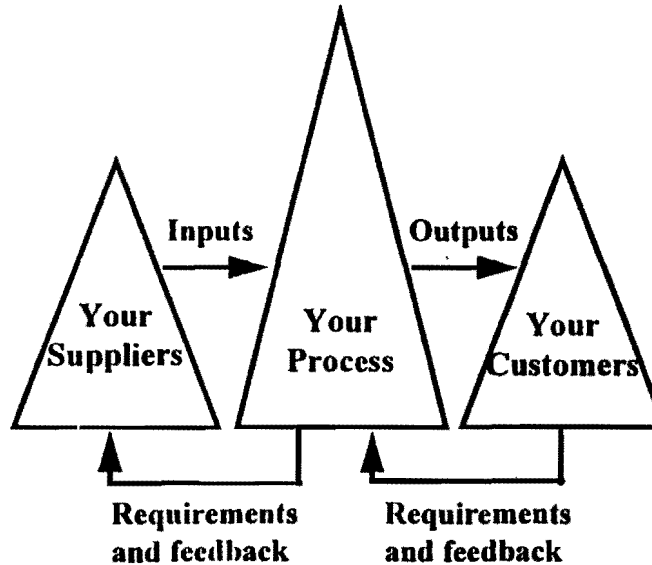 Inputs
Outputs
Your
Suppliers
Your
Process
Your
Customers
Requirements
and feedback
Requirements
and feedback